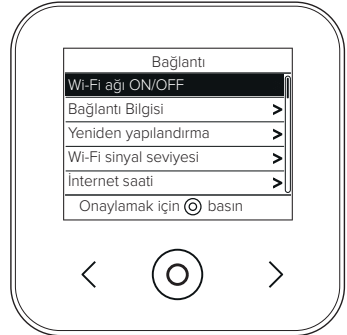 Bağlantı
Wi-Fi ağı ON/OFF
Bağlantı Bilgisi >
Yeniden yapılandırma >
Wi-Fi sinyal seviyesi >
İnternet saati >
Onaylamak için ◎ basın